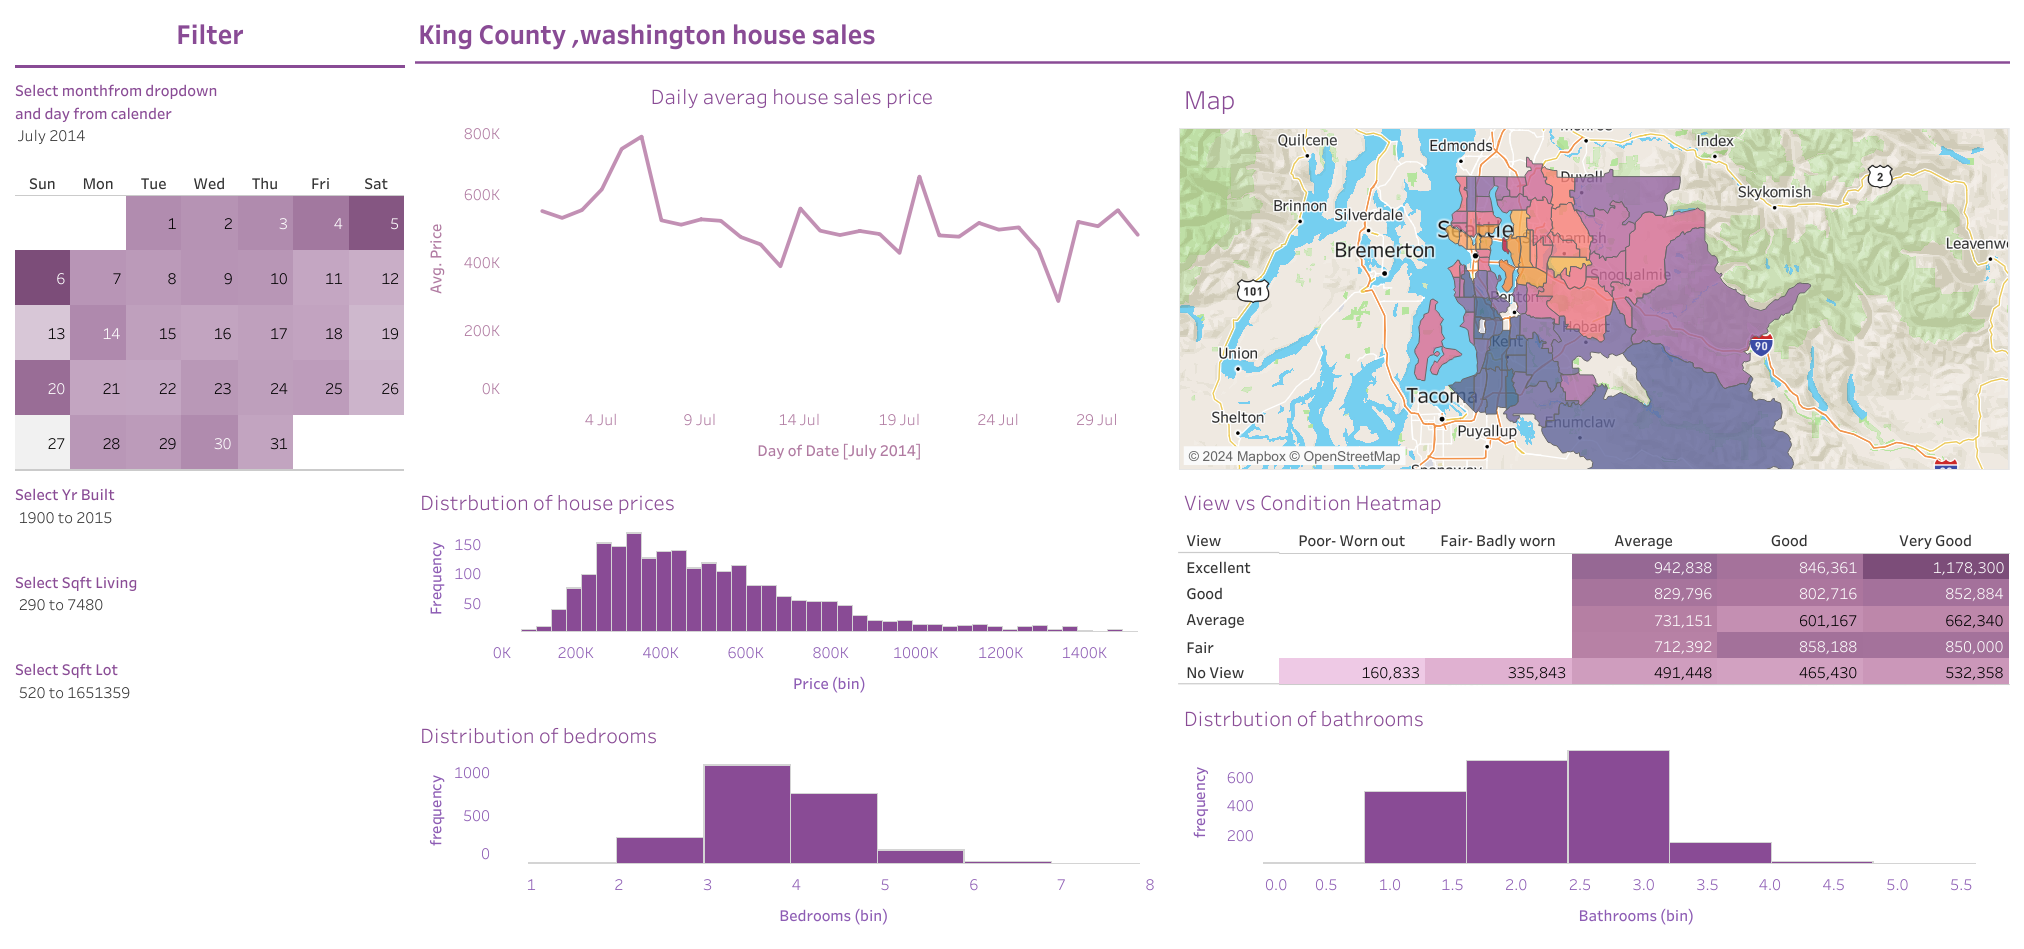 Filter
King County ,washington house sales
Select monthfrom dropdown
and day from calender
July 2014
Sun Mon Tue Wed Thu Fri Sat
1 2 3 4 5
6 7 8 9 10 11 12
13 14 15 16 17 18 19
20 21 22 23 24 25 26
27 28 29 30 31
Select Yr Built
1900 to 2015
Select Sqft Living
290 to 7480
Select Sqft Lot
520 to 1651359
Daily averag house sales price
Avg. Price
800K
600K
400K
200K
0K
4 Jul 9 Jul 14 Jul 19 Jul 24 Jul 29 Jul
Day of Date [July 2014]
Map
Quilcene
Edmonds
Monroe
Index
2
Duvall
Skykomish
Brinnon
Silverdale
Seattle
Sammamish
Leavenw
Bremerton
Snoqualmie
101
Renton
Hobart
Kent
90
Union
Tacoma
Shelton
Enumclaw
Puyallup
© 2024 Mapbox © OpenStreetMap
Distrbution of house prices
Frequency
150
100
50
0K 200K 400K 600K 800K 1000K 1200K 1400K
Price (bin)
View vs Condition Heatmap
View Poor- Worn out Fair- Badly worn Average Good Very Good
Excellent 942,838 846,361 1,178,300
Good 829,796 802,716 852,884
Average 731,151 601,167 662,340
Fair 712,392 858,188 850,000
No View 160,833 335,843 491,448 465,430 532,358
Distribution of bedrooms
frequency
1000
500
0
1 2 3 4 5 6 7 8
Bedrooms (bin)
Distrbution of bathrooms
frequency
600
400
200
0.0 0.5 1.0 1.5 2.0 2.5 3.0 3.5 4.0 4.5 5.0 5.5
Bathrooms (bin)